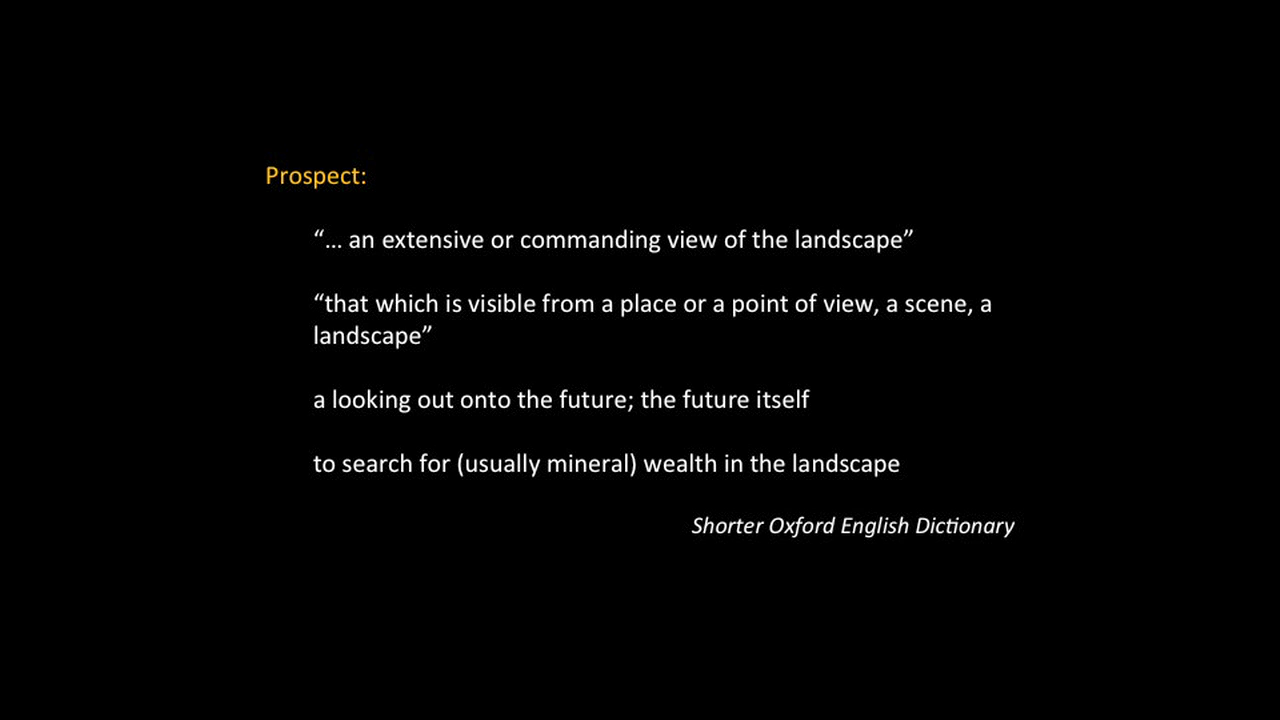 Prospect:
“... an extensive or commanding view of the landscape”
“that which is visible from a place or a point of view, a scene, a
landscape”
a looking out onto the future; the future itself
to search for (usually mineral) wealth in the landscape
Shorter Oxford English Dictionary